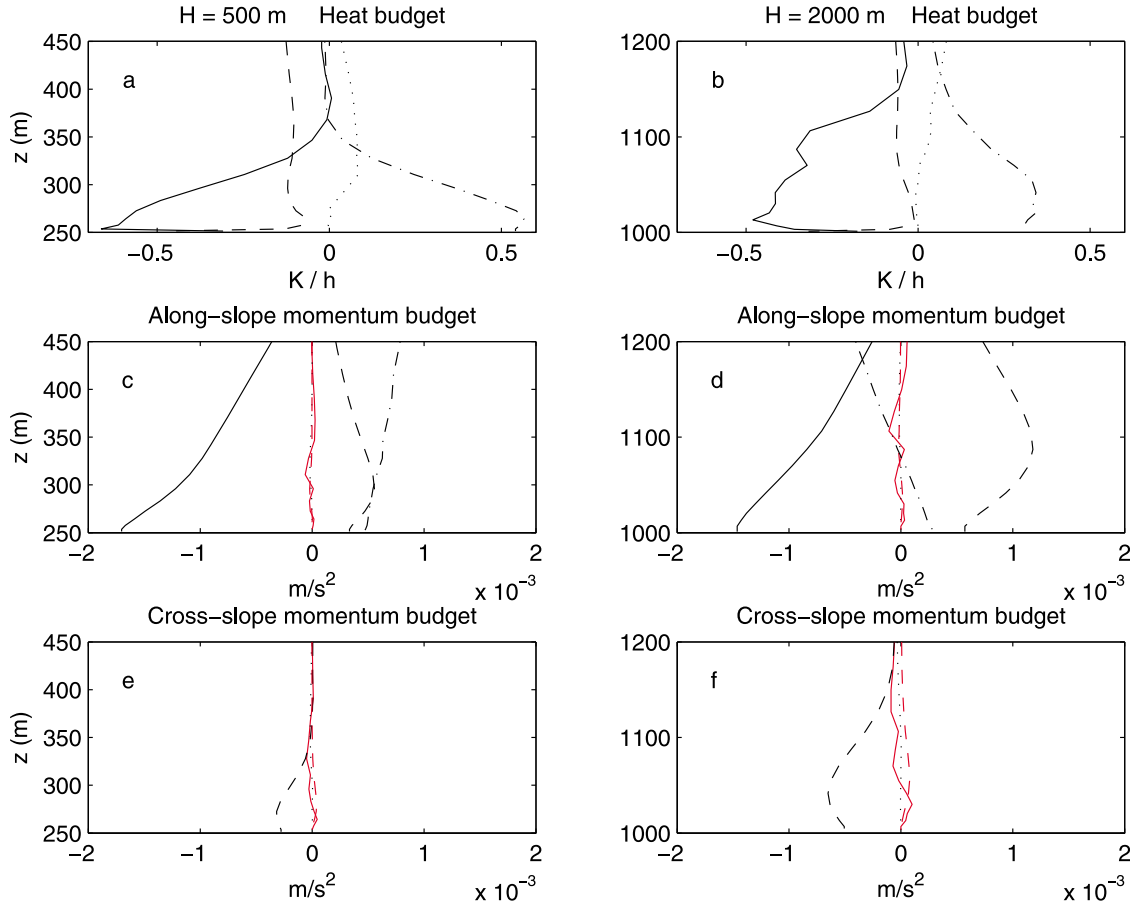 H = 500 m Heat budget
H = 2000 m Heat budget
450
400
350
300
250
z (m)
a
−0.5
0
0.5
K / h
1200
1100
1000
z (m)
b
−0.5
0
0.5
K / h
Along−slope momentum budget
450
400
350
300
250
z (m)
c
−2
−1
0
1
2
m/s²
x 10⁻³
Along−slope momentum budget
1200
1100
1000
z (m)
d
−2
−1
0
1
2
m/s²
x 10⁻³
Cross−slope momentum budget
450
400
350
300
250
z (m)
e
−2
−1
0
1
2
m/s²
x 10⁻³
Cross−slope momentum budget
1200
1100
1000
z (m)
f
−2
−1
0
1
2
m/s²
x 10⁻³